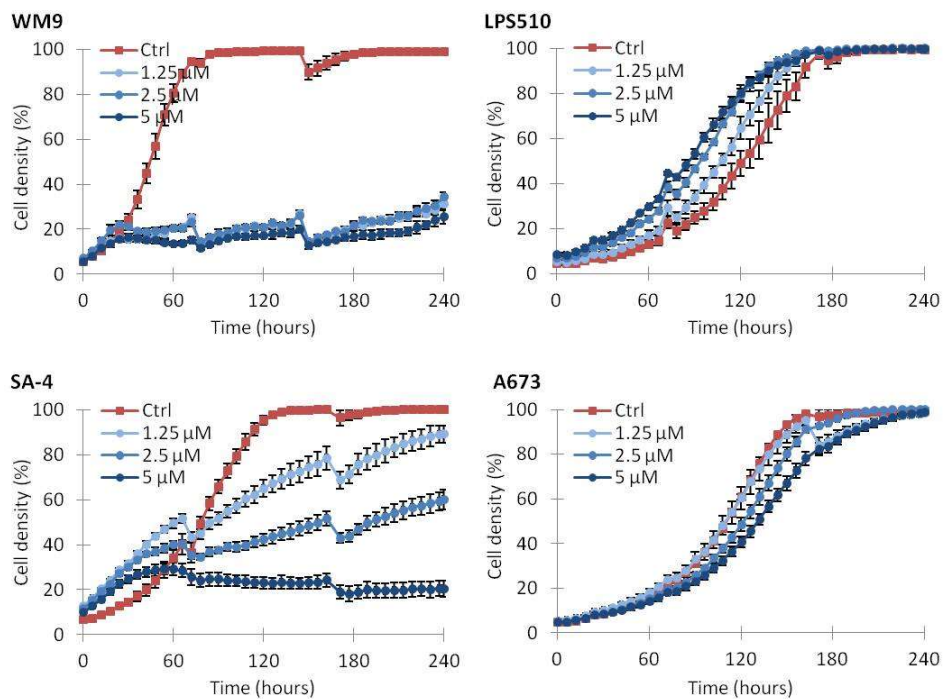 WM9
Cell density (%)
100
80
60
40
20
0
Ctrl
1.25 µM
2.5 µM
5 µM
0 60 120 180 240
Time (hours)
LPS510
Cell density (%)
100
80
60
40
20
0
Ctrl
1.25 µM
2.5 µM
5 µM
0 60 120 180 240
Time (hours)
SA-4
Cell density (%)
100
80
60
40
20
0
Ctrl
1.25 µM
2.5 µM
5 µM
0 60 120 180 240
Time (hours)
A673
Cell density (%)
100
80
60
40
20
0
Ctrl
1.25 µM
2.5 µM
5 µM
0 60 120 180 240
Time (hours)